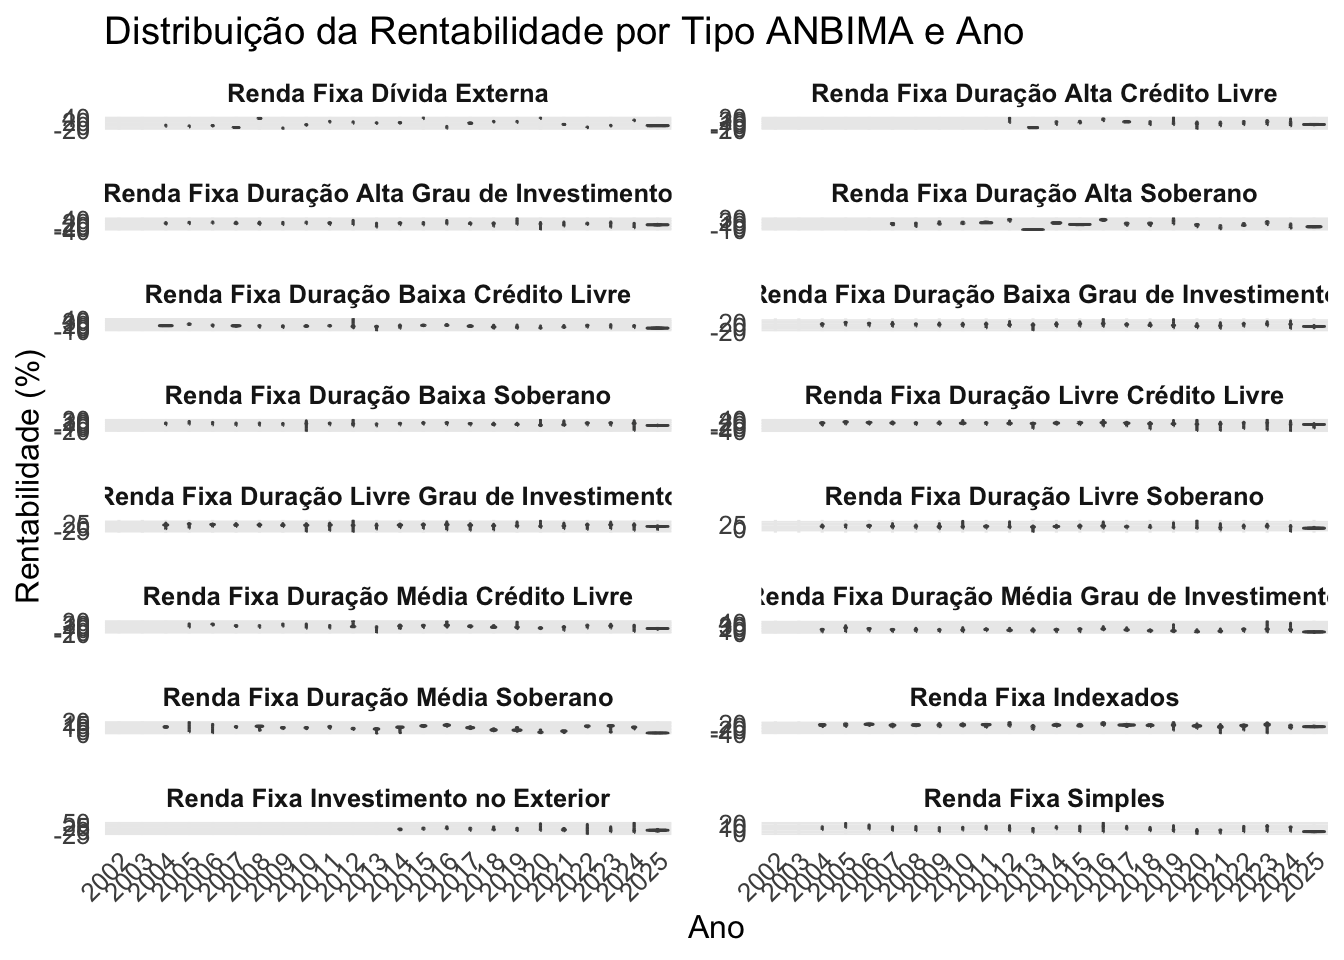 Distribuição da Rentabilidade por Tipo ANBIMA e Ano
Renda Fixa Dívida Externa
Renda Fixa Duração Alta Crédito Livre
Renda Fixa Duração Alta Grau de Investimento
Renda Fixa Duração Alta Soberano
Renda Fixa Duração Baixa Crédito Livre
Renda Fixa Duração Baixa Grau de Investimento
Renda Fixa Duração Baixa Soberano
Renda Fixa Duração Livre Crédito Livre
Renda Fixa Duração Livre Grau de Investimento
Renda Fixa Duração Livre Soberano
Renda Fixa Duração Média Crédito Livre
Renda Fixa Duração Média Grau de Investimento
Renda Fixa Duração Média Soberano
Renda Fixa Indexados
Renda Fixa Investimento no Exterior
Renda Fixa Simples
Rentabilidade (%)
2002 2003 2004 2005 2006 2007 2008 2009 2010 2011 2012 2013 2014 2015 2016 2017 2018 2019 2020 2021 2022 2023 2024 2025
2002 2003 2004 2005 2006 2007 2008 2009 2010 2011 2012 2013 2014 2015 2016 2017 2018 2019 2020 2021 2022 2023 2024 2025
Ano